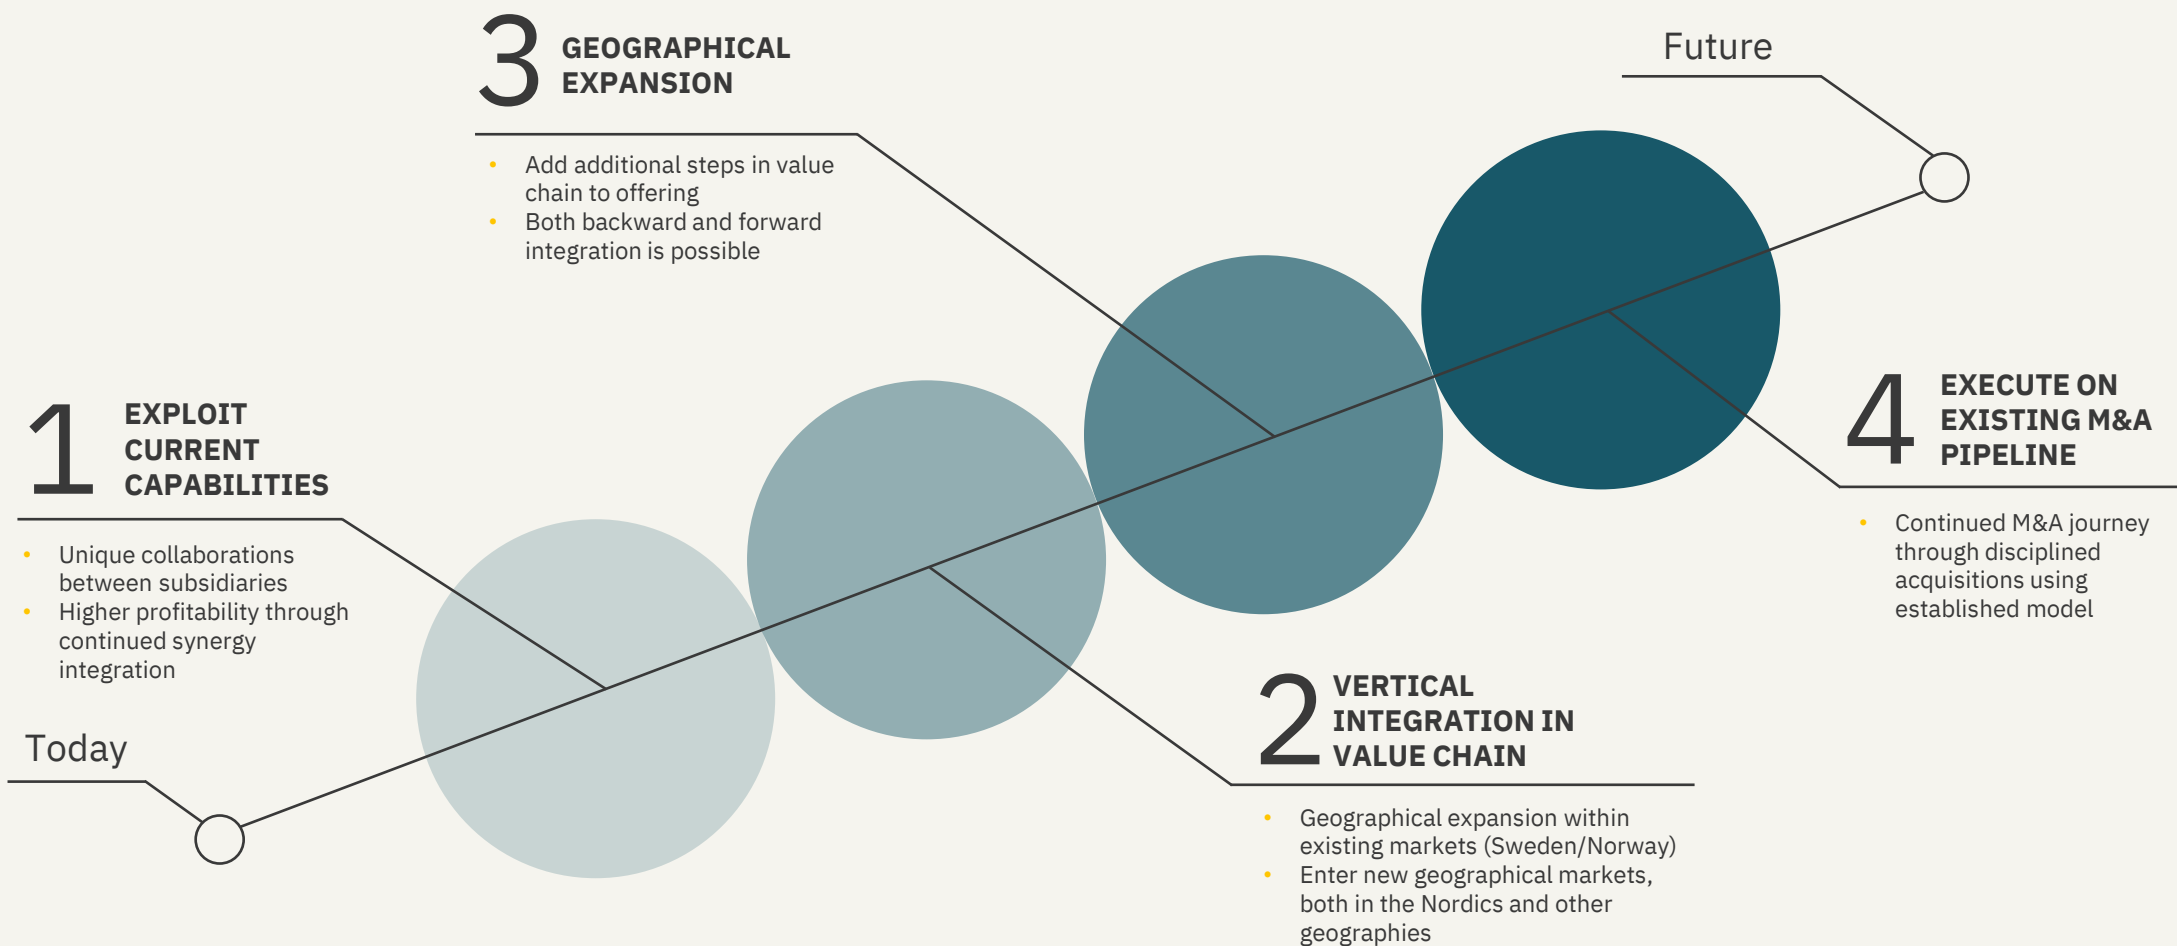 3 GEOGRAPHICAL
EXPANSION
• Add additional steps in value
chain to offering
• Both backward and forward
integration is possible
Future
1 EXPLOIT
CURRENT
CAPABILITIES
• Unique collaborations
between subsidiaries
• Higher profitability through
continued synergy
integration
Today
4 EXECUTE ON
EXISTING M&A
PIPELINE
• Continued M&A journey
through disciplined
acquisitions using
established model
2 VERTICAL
INTEGRATION IN
VALUE CHAIN
• Geographical expansion within
existing markets (Sweden/Norway)
• Enter new geographical markets,
both in the Nordics and other
geographies